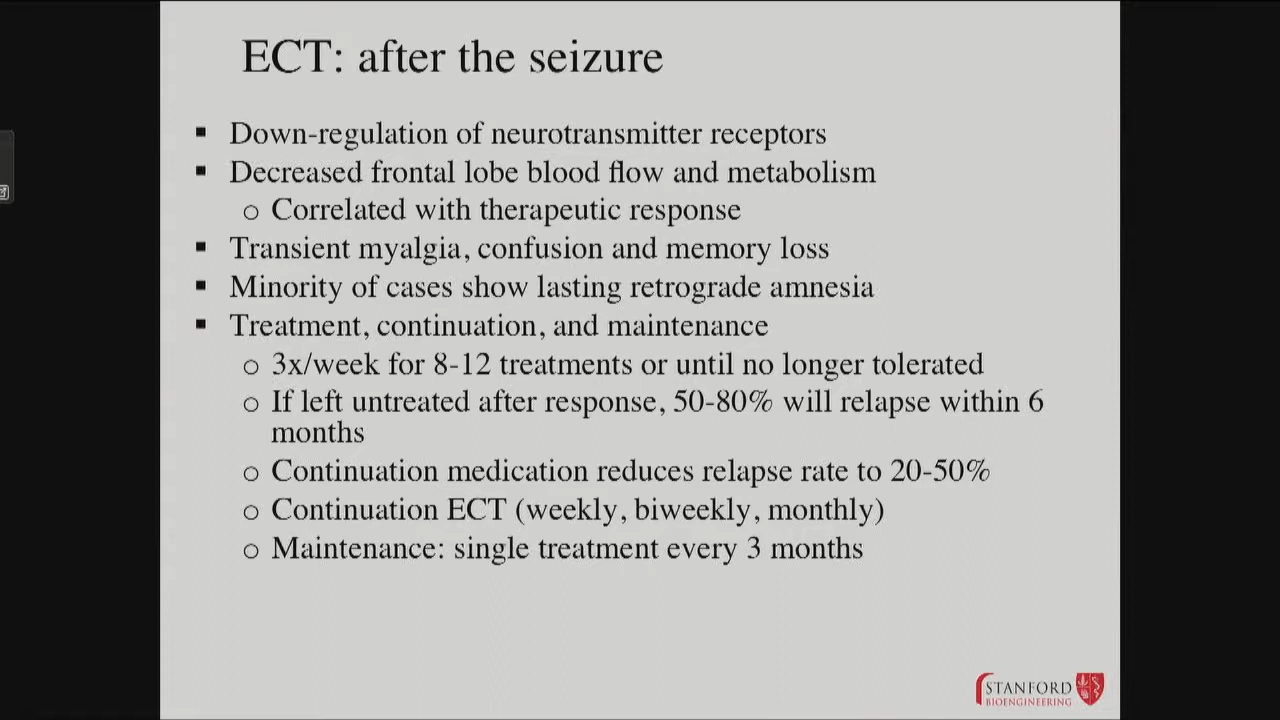 ECT: after the seizure
▪ Down-regulation of neurotransmitter receptors
▪ Decreased frontal lobe blood flow and metabolism
o Correlated with therapeutic response
▪ Transient myalgia, confusion and memory loss
▪ Minority of cases show lasting retrograde amnesia
▪ Treatment, continuation, and maintenance
o 3x/week for 8-12 treatments or until no longer tolerated
o If left untreated after response, 50-80% will relapse within 6
months
o Continuation medication reduces relapse rate to 20-50%
o Continuation ECT (weekly, biweekly, monthly)
o Maintenance: single treatment every 3 months
STANFORD
BIOENGINEERING